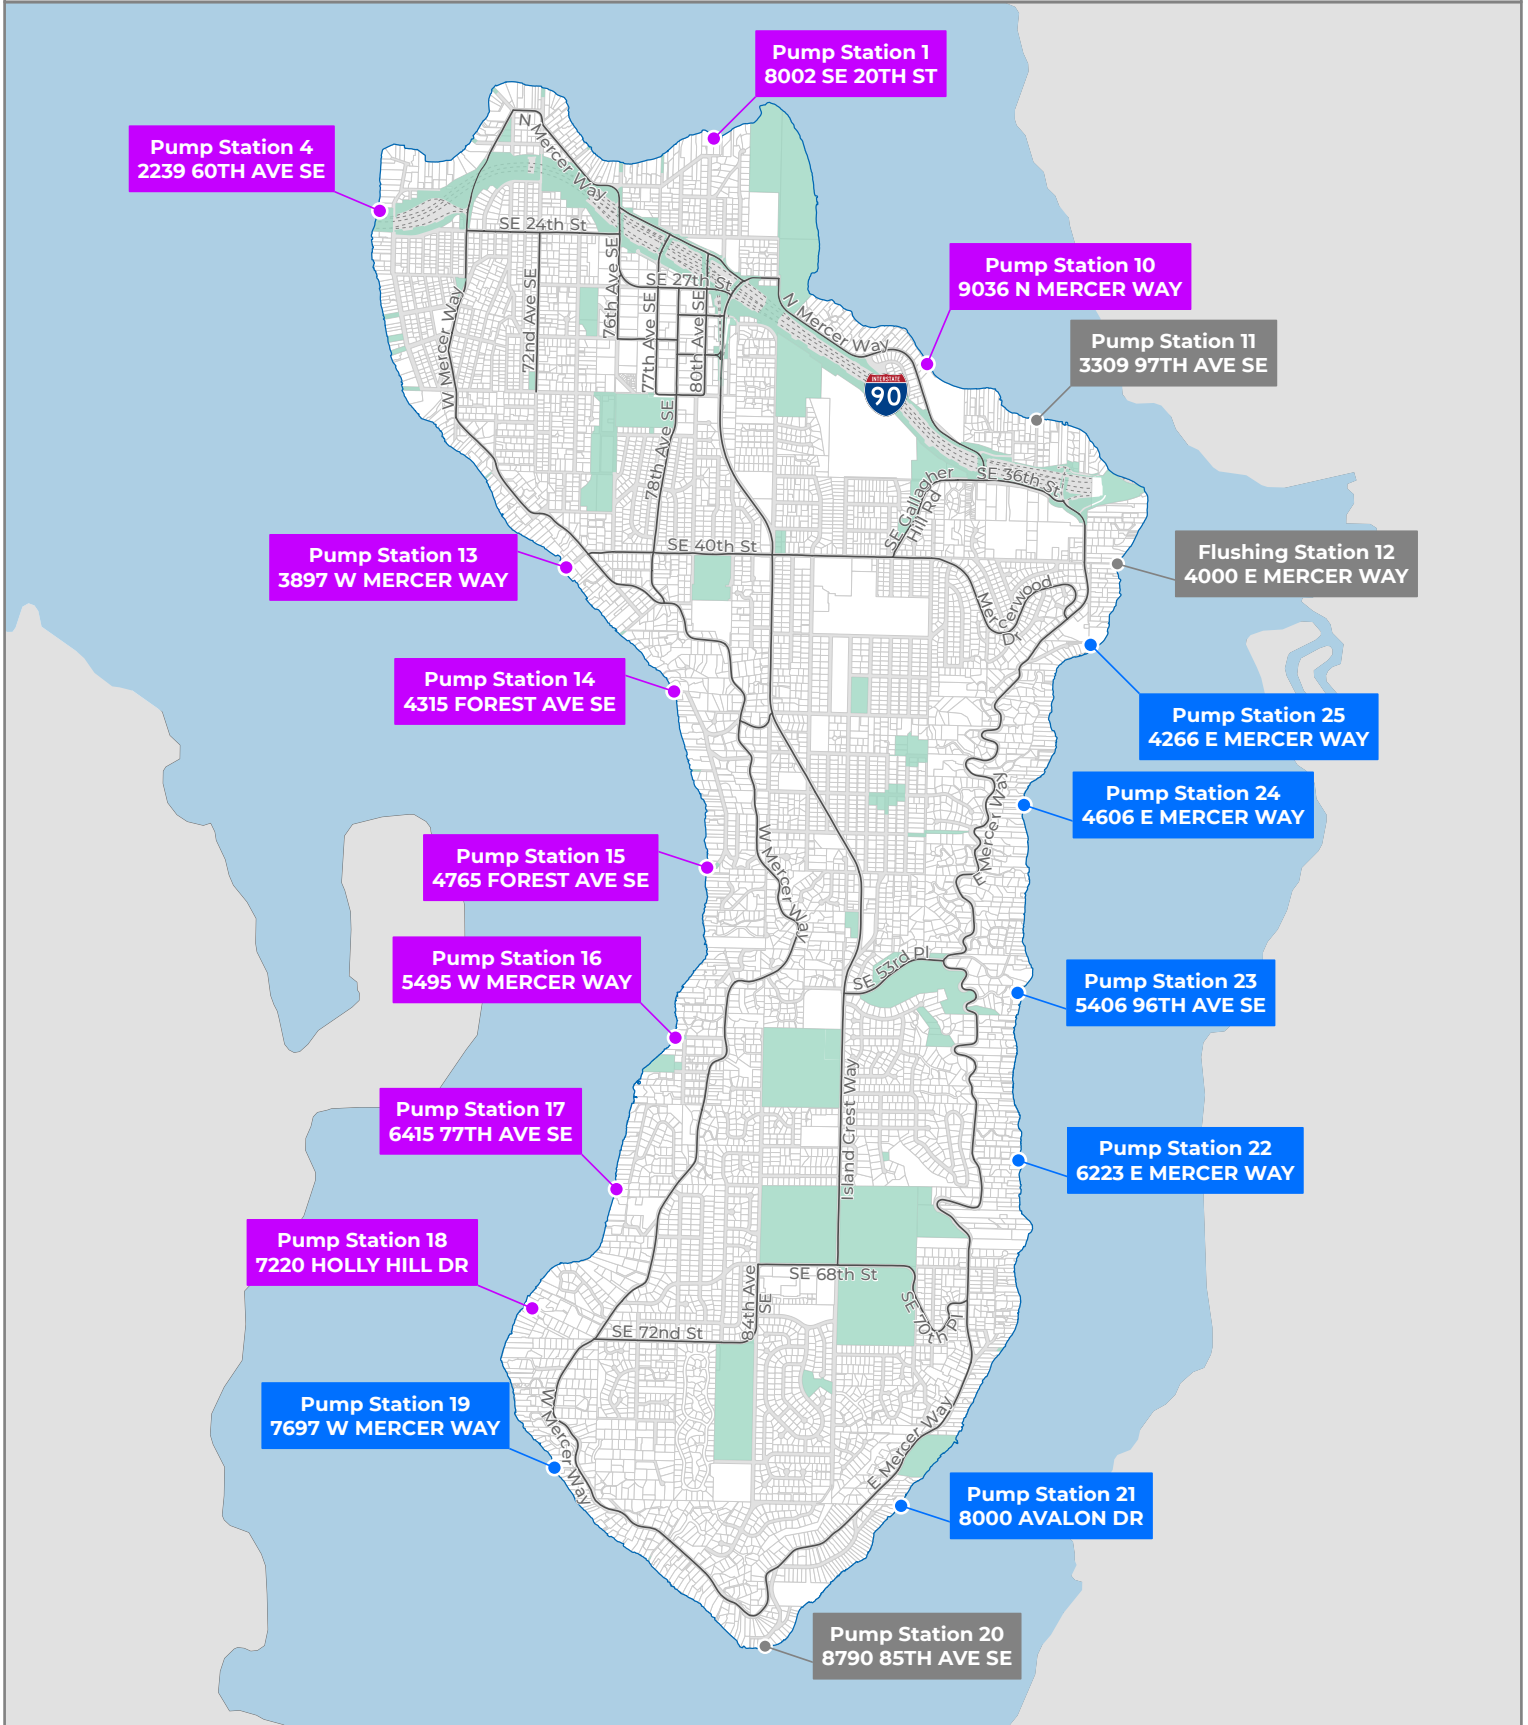 Pump Station 1
8002 SE 20TH ST
Pump Station 4
2239 60TH AVE SE
N Mercer Way
SE 24th St
Pump Station 10
9036 N MERCER WAY
76th Ave SE
SE 27th St
72nd Ave SE
W Mercer Way
77th Ave SE
80th Ave SE
N Mercer Way
Pump Station 11
3309 97TH AVE SE
INTERSTATE
90
78th Ave SE
SE Gallagher
Hill Rd
SE 36th St
Pump Station 13
3897 W MERCER WAY
SE 40th St
Flushing Station 12
4000 E MERCER WAY
Mercerwood
Dr
Pump Station 14
4315 FOREST AVE SE
Pump Station 25
4266 E MERCER WAY
Pump Station 24
4606 E MERCER WAY
E Mercer Way
W Mercer Way
Pump Station 15
4765 FOREST AVE SE
Pump Station 16
5495 W MERCER WAY
SE 53rd Pl
Pump Station 23
5406 96TH AVE SE
Island Crest Way
Pump Station 17
6415 77TH AVE SE
Pump Station 22
6223 E MERCER WAY
Pump Station 18
7220 HOLLY HILL DR
84th Ave
SE
SE 68th St
SE 70th Pl
SE 72nd St
Pump Station 19
7697 W MERCER WAY
W Mercer Way
E Mercer Way
Pump Station 21
8000 AVALON DR
Pump Station 20
8790 85TH AVE SE